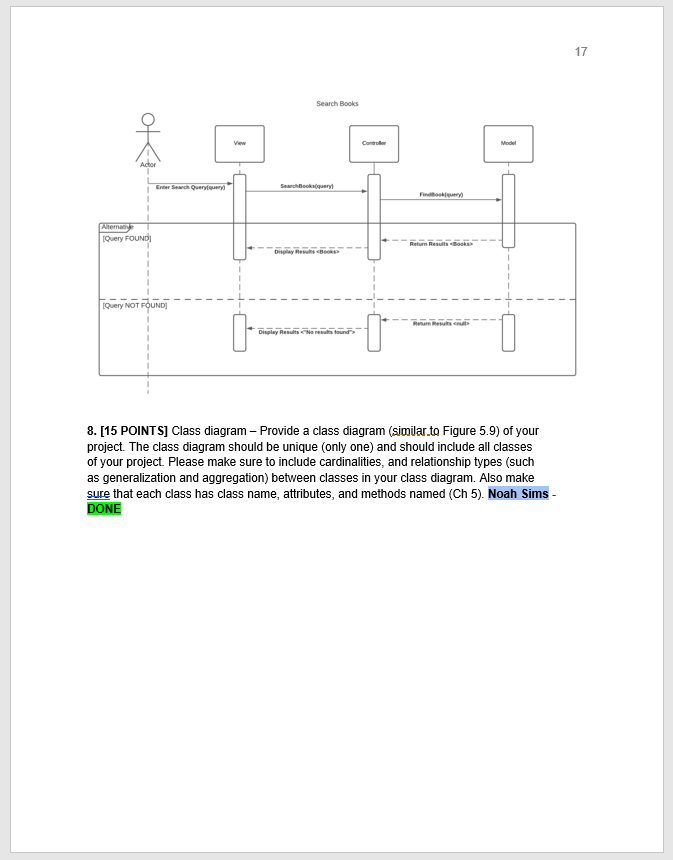 17
Search Books
View
Controller
Model
Actor
Enter Search Query(query)
SearchBooks(query)
FindBook(query)
Alternative
[Query FOUND]
Return Results <Books>
Display Results <Books>
[Query NOT FOUND]
Return Results <null>
Display Results <"No results found">
8. [15 POINTS] Class diagram – Provide a class diagram (similar to Figure 5.9) of your
project. The class diagram should be unique (only one) and should include all classes
of your project. Please make sure to include cardinalities, and relationship types (such
as generalization and aggregation) between classes in your class diagram. Also make
sure that each class has class name, attributes, and methods named (Ch 5). Noah Sims -
DONE